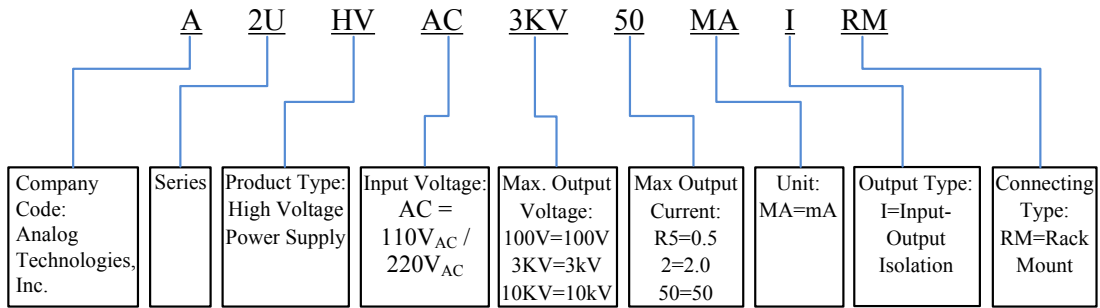 A 2U HV AC 3KV 50 MA I RM
Company
Code:
Analog
Technologies,
Inc.
Series
Product Type:
High Voltage
Power Supply
Input Voltage:
AC =
110V_AC /
220V_AC
Max. Output
Voltage:
100V=100V
3KV=3kV
10KV=10kV
Max Output
Current:
R5=0.5
2=2.0
50=50
Unit:
MA=mA
Output Type:
I=Input-
Output
Isolation
Connecting
Type:
RM=Rack
Mount